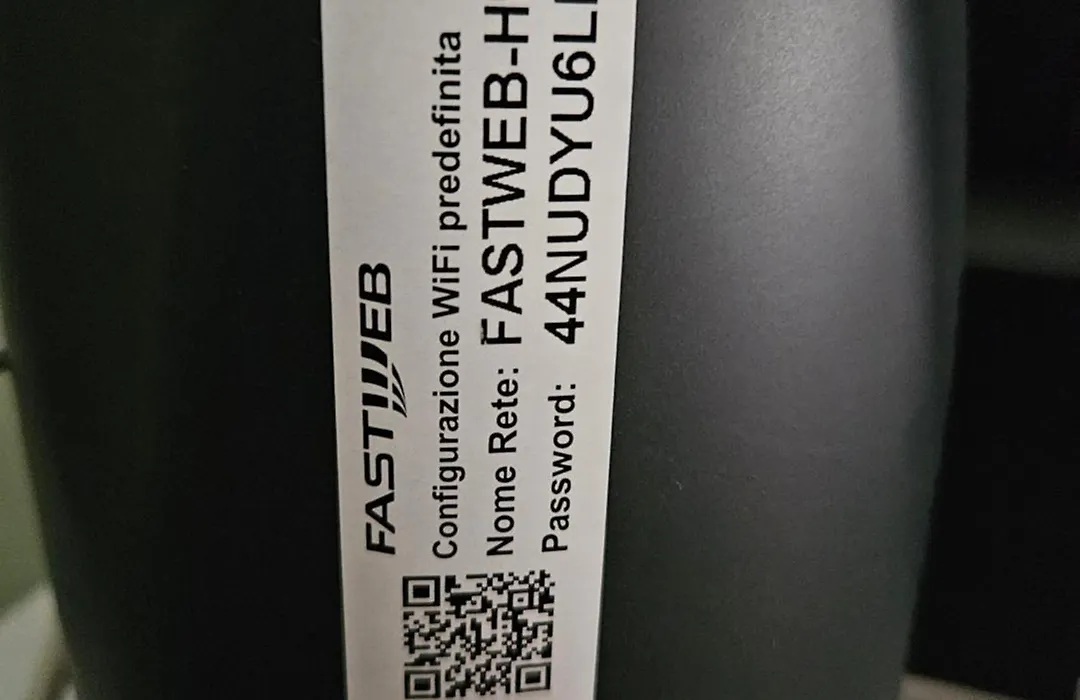 FASTWEB
Configurazione WiFi predefinita
Nome Rete: FASTWEB-H
Password: 44NUDYU6L